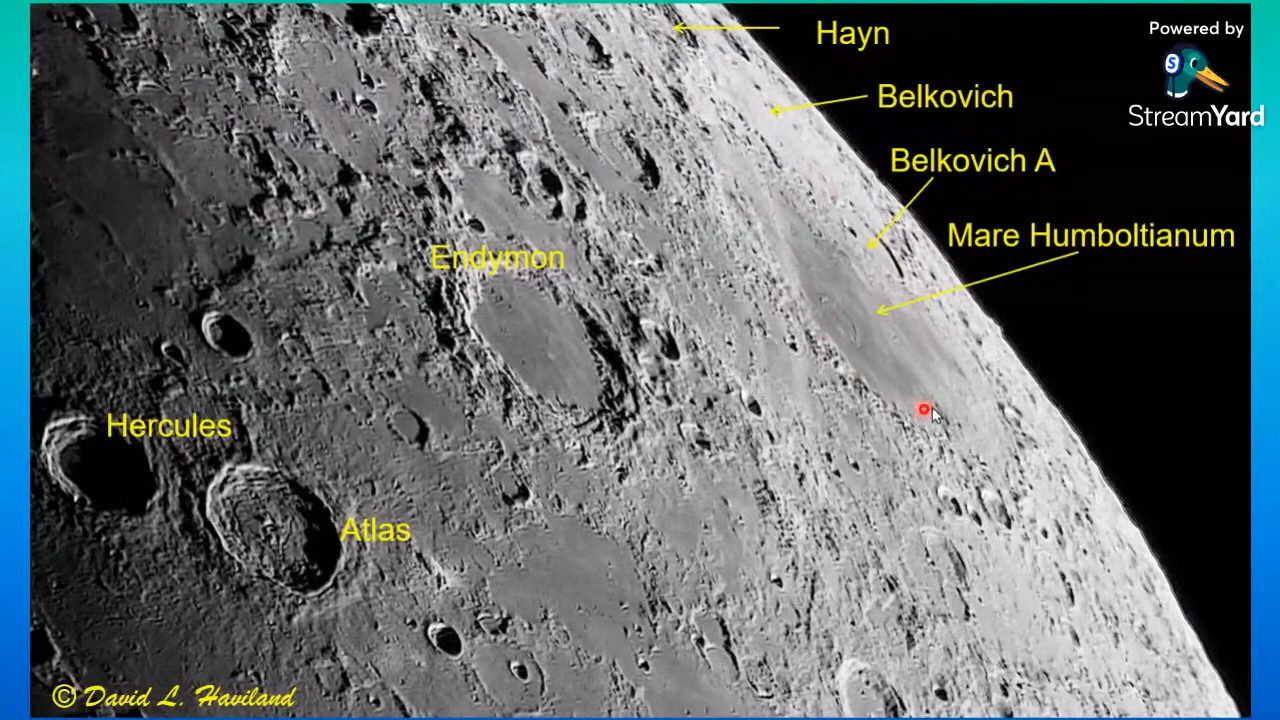 Hayn
Powered by
Belkovich
S
StreamYard
Belkovich A
Mare Humboltianum
Endymon
Hercules
Atlas
© David L. Haviland